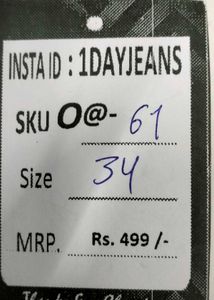 INSTA ID : 1DAYJEANS
SKU O@- 61
Size 34
MRP. Rs. 499 /-